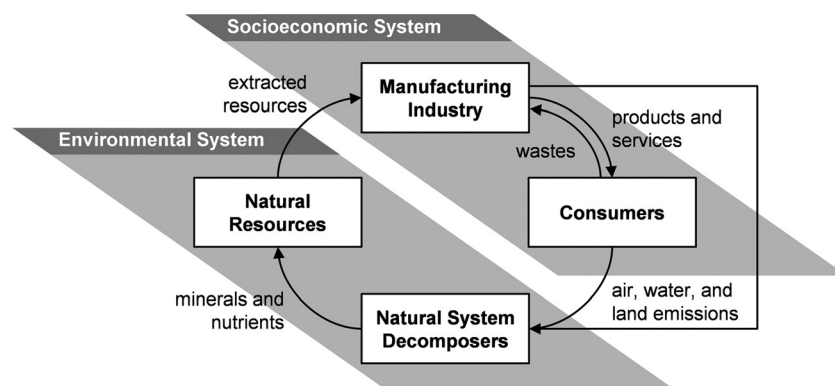 Socioeconomic System
extracted
resources
Manufacturing
Industry
products and
services
wastes
Environmental System
Natural
Resources
Consumers
minerals and
nutrients
Natural System
Decomposers
air, water, and
land emissions